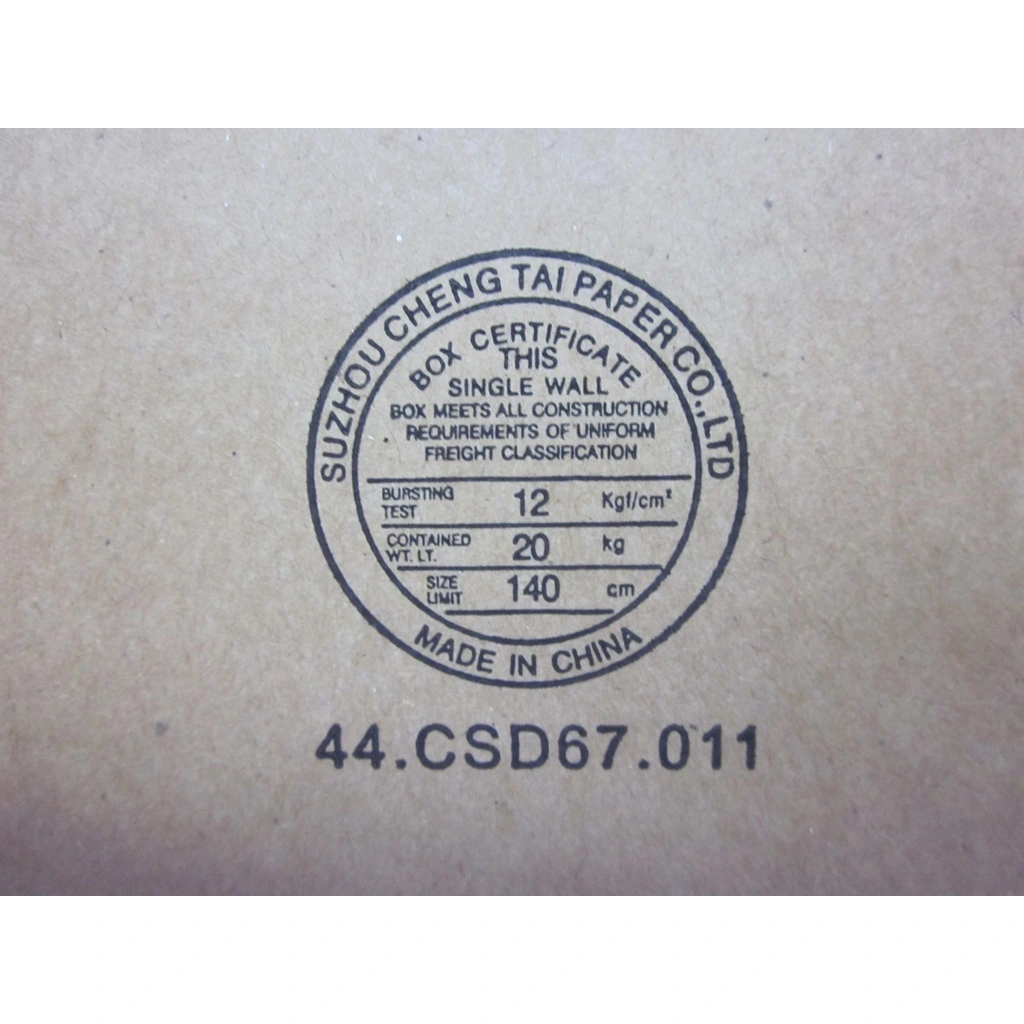 SUZHOU CHENG TAI PAPER CO.,LTD
BOX CERTIFICATE
THIS
SINGLE WALL
BOX MEETS ALL CONSTRUCTION
REQUIREMENTS OF UNIFORM
FREIGHT CLASSIFICATION
BURSTING TEST 12 Kgf/cm²
CONTAINED WT. LT. 20 kg
SIZE LIMIT 140 cm
MADE IN CHINA
44.CSD67.011